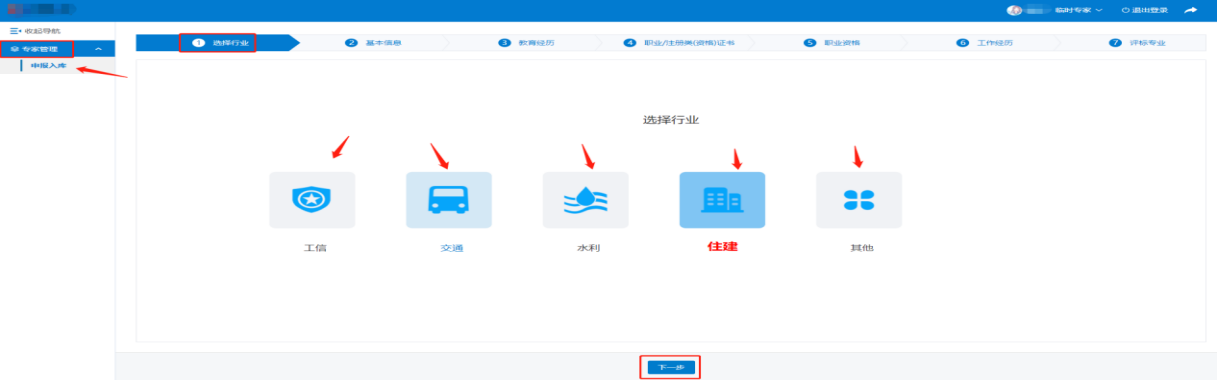 临时专家
退出登录
收起导航
专家管理
申报入库
1 选择行业
2 基本信息
3 教育经历
4 职业/注册类(资格)证书
5 职业资格
6 工作经历
7 评标专业
选择行业
工信
交通
水利
住建
其他
下一步